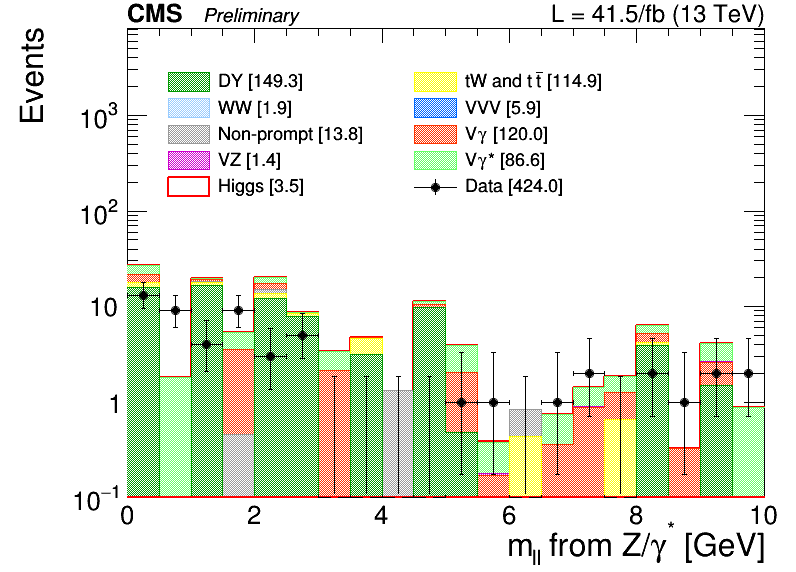 CMS Preliminary L = 41.5/fb (13 TeV)
Events
DY [149.3] tW and tt̅ [114.9]
WW [1.9] VVV [5.9]
Non-prompt [13.8] Vγ [120.0]
VZ [1.4] Vγ* [86.6]
Higgs [3.5] Data [424.0]
10³
10²
10
1
10⁻¹
0 2 4 6 8 10
m_ll from Z/γ* [GeV]